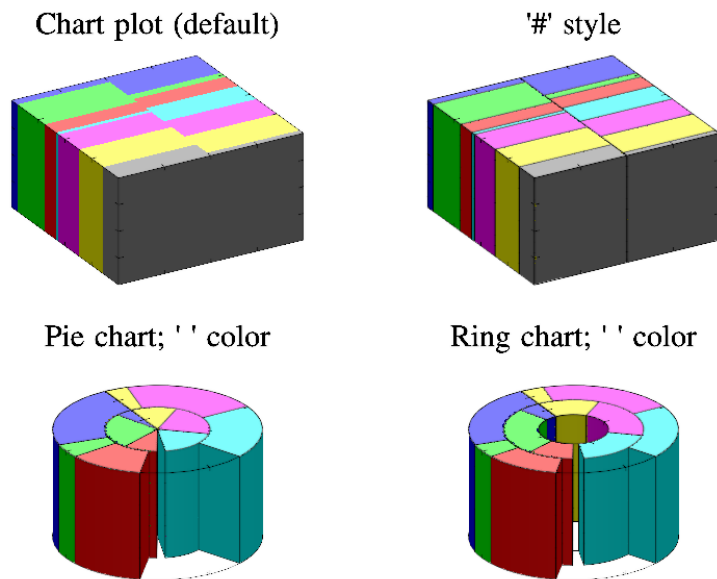 Chart plot (default)
'#' style
Pie chart; ' ' color
Ring chart; ' ' color